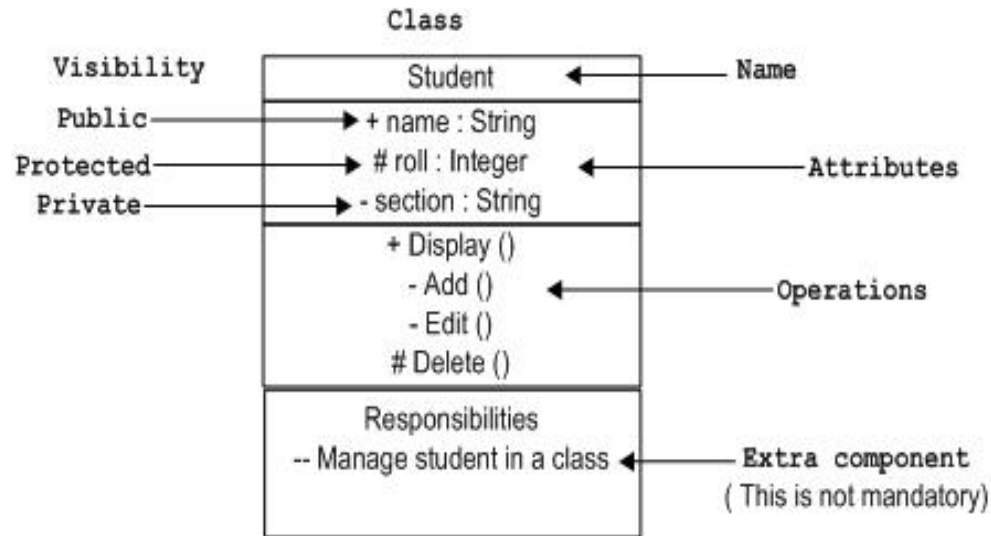 Class
Visibility
Student
Name
Public
+ name : String
Protected
# roll : Integer
Attributes
Private
- section : String
+ Display ()
- Add ()
Operations
- Edit ()
# Delete ()
Responsibilities
-- Manage student in a class
Extra component
( This is not mandatory)